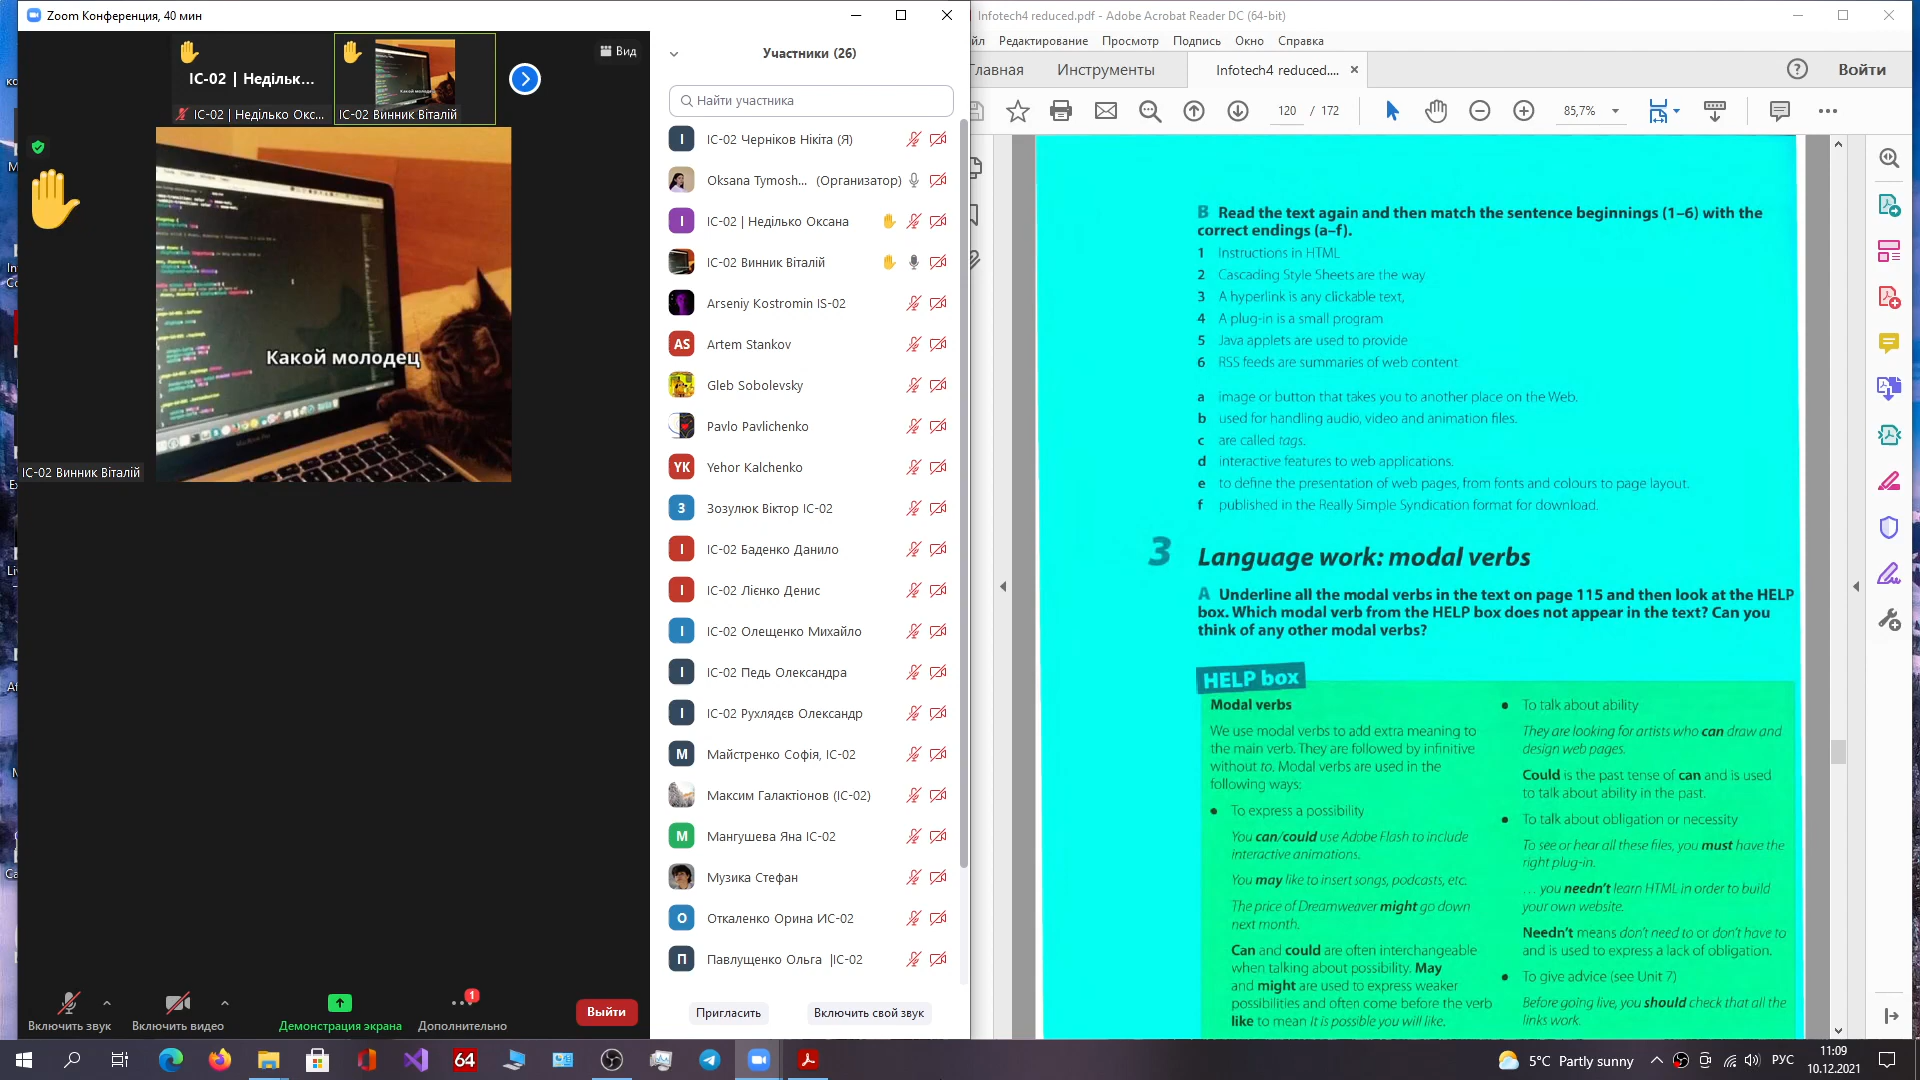 Zoom Конференция, 40 мин
IC-02 | Недільк...
IC-02 | Неділько Окс...
IC-02 Винник Віталій
Вид
Какой молодец
IC-02 Винник Віталій
Включить звук
Включить видео
Демонстрация экрана
1
Дополнительно
Выйти
Участники (26)
Найти участника
I
IC-02 Черніков Нікіта (Я)
Oksana Tymosh... (Организатор)
I
IC-02 | Неділько Оксана
IC-02 Винник Віталій
Arseniy Kostromin IS-02
AS
Artem Stankov
Gleb Sobolevsky
Pavlo Pavlichenko
YK
Yehor Kalchenko
З
Зозулюк Віктор ІС-02
I
IC-02 Баденко Данило
I
IC-02 Лієнко Денис
I
IC-02 Олещенко Михайло
I
IC-02 Педь Олександра
I
IC-02 Рухлядєв Олександр
М
Майстренко Софія, ІС-02
Максим Галактіонов (ІС-02)
М
Мангушева Яна ІС-02
Музика Стефан
О
Откаленко Орина ИС-02
П
Павлущенко Ольга |ІС-02
Пригласить
Включить свой звук
Infotech4 reduced.pdf - Adobe Acrobat Reader DC (64-bit)
йл Редактирование Просмотр Подпись Окно Справка
лавная Инструменты Infotech4 reduced....
Войти
120 / 172
85,7%
B Read the text again and then match the sentence beginnings (1–6) with the
correct endings (a–f).
1 Instructions in HTML
2 Cascading Style Sheets are the way
3 A hyperlink is any clickable text,
4 A plug-in is a small program
5 Java applets are used to provide
6 RSS feeds are summaries of web content
a image or button that takes you to another place on the Web.
b used for handling audio, video and animation files.
c are called tags.
d interactive features to web applications.
e to define the presentation of web pages, from fonts and colours to page layout.
f published in the Really Simple Syndication format for download.
3 Language work: modal verbs
A Underline all the modal verbs in the text on page 115 and then look at the HELP
box. Which modal verb from the HELP box does not appear in the text? Can you
think of any other modal verbs?
HELP box
Modal verbs
We use modal verbs to add extra meaning to
the main verb. They are followed by infinitive
without to. Modal verbs are used in the
following ways:
● To express a possibility
You can/could use Adobe Flash to include
interactive animations.
You may like to insert songs, podcasts, etc.
The price of Dreamweaver might go down
next month.
Can and could are often interchangeable
when talking about possibility. May
and might are used to express weaker
possibilities and often come before the verb
like to mean it is possible you will like.
● To talk about ability
They are looking for artists who can draw and
design web pages.
Could is the past tense of can and is used
to talk about ability in the past.
● To talk about obligation or necessity
To see or hear all these files, you must have the
right plug-in.
... you needn't learn HTML in order to build
your own website.
Needn't means don't need to or don't have to
and is used to express a lack of obligation.
● To give advice (see Unit 7)
Before going live, you should check that all the
links work.
64
5°C Partly sunny
РУС
11:09
10.12.2021